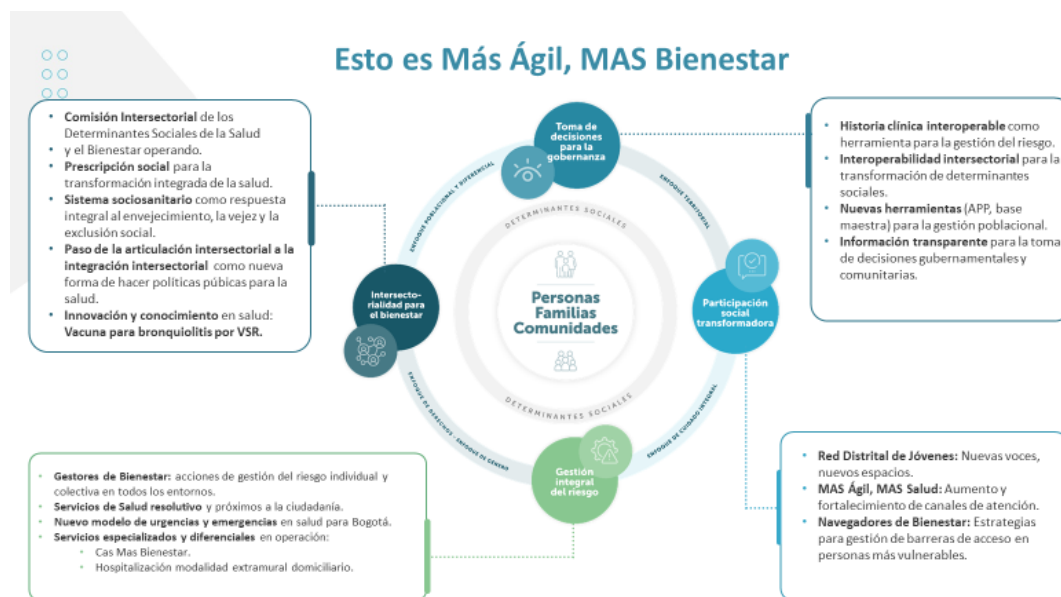 Esto es Más Ágil, MAS Bienestar
• Comisión Intersectorial de los
Determinantes Sociales de la Salud
• y el Bienestar operando.
• Prescripción social para la
transformación integrada de la salud.
• Sistema sociosanitario como respuesta
integral al envejecimiento, la vejez y la
exclusión social.
• Paso de la articulación intersectorial a la
integración intersectorial como nueva
forma de hacer políticas púbicas para la
salud.
• Innovación y conocimiento en salud:
Vacuna para bronquiolitis por VSR.
Toma de
decisiones
para la
gobernanza
• Historia clínica interoperable como
herramienta para la gestión del riesgo.
• Interoperabilidad intersectorial para la
transformación de determinantes
sociales.
• Nuevas herramientas (APP, base
maestra) para la gestión poblacional.
• Información transparente para la toma
de decisiones gubernamentales y
comunitarias.
ENFOQUE POBLACIONAL Y DIFERENCIAL
ENFOQUE TERRITORIAL
DETERMINANTES SOCIALES
Intersecto-
rialidad para
el bienestar
Personas
Familias
Comunidades
Participación
social
transformadora
DETERMINANTES SOCIALES
ENFOQUE DE DERECHOS - ENFOQUE DE GÉNERO
ENFOQUE DE CUIDADO INTEGRAL
Gestión
integral
del riesgo
• Gestores de Bienestar: acciones de gestión del riesgo individual y
colectiva en todos los entornos.
• Servicios de Salud resolutivo y próximos a la ciudadanía.
• Nuevo modelo de urgencias y emergencias en salud para Bogotá.
• Servicios especializados y diferenciales en operación:
• Cas Mas Bienestar.
• Hospitalización modalidad extramural domiciliario.
• Red Distrital de Jóvenes: Nuevas voces,
nuevos espacios.
• MAS Ágil, MAS Salud: Aumento y
fortalecimiento de canales de atención.
• Navegadores de Bienestar: Estrategias
para gestión de barreras de acceso en
personas más vulnerables.